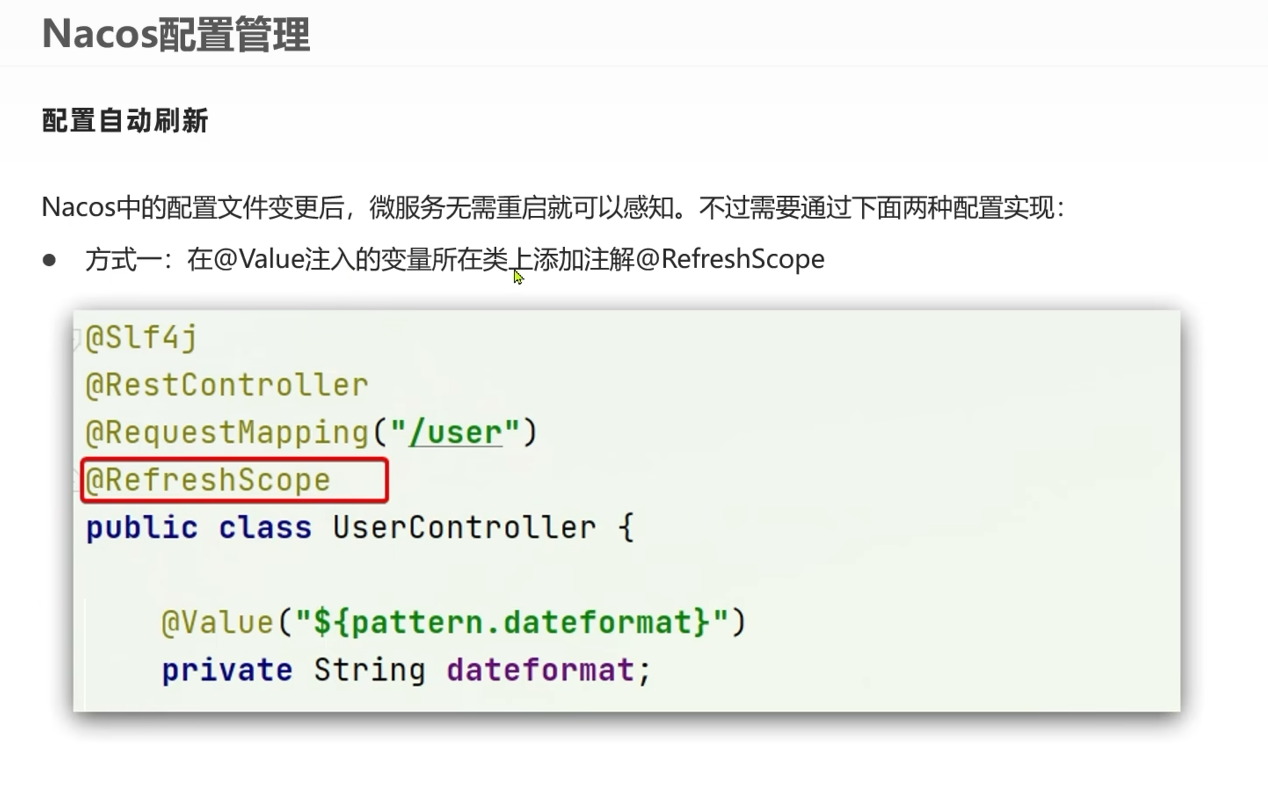 Nacos配置管理
配置自动刷新
Nacos中的配置文件变更后，微服务无需重启就可以感知。不过需要通过下面两种配置实现：
● 方式一：在@Value注入的变量所在类上添加注解@RefreshScope
@Slf4j
@RestController
@RequestMapping("/user")
@RefreshScope
public class UserController {
@Value("${pattern.dateformat}")
private String dateformat;